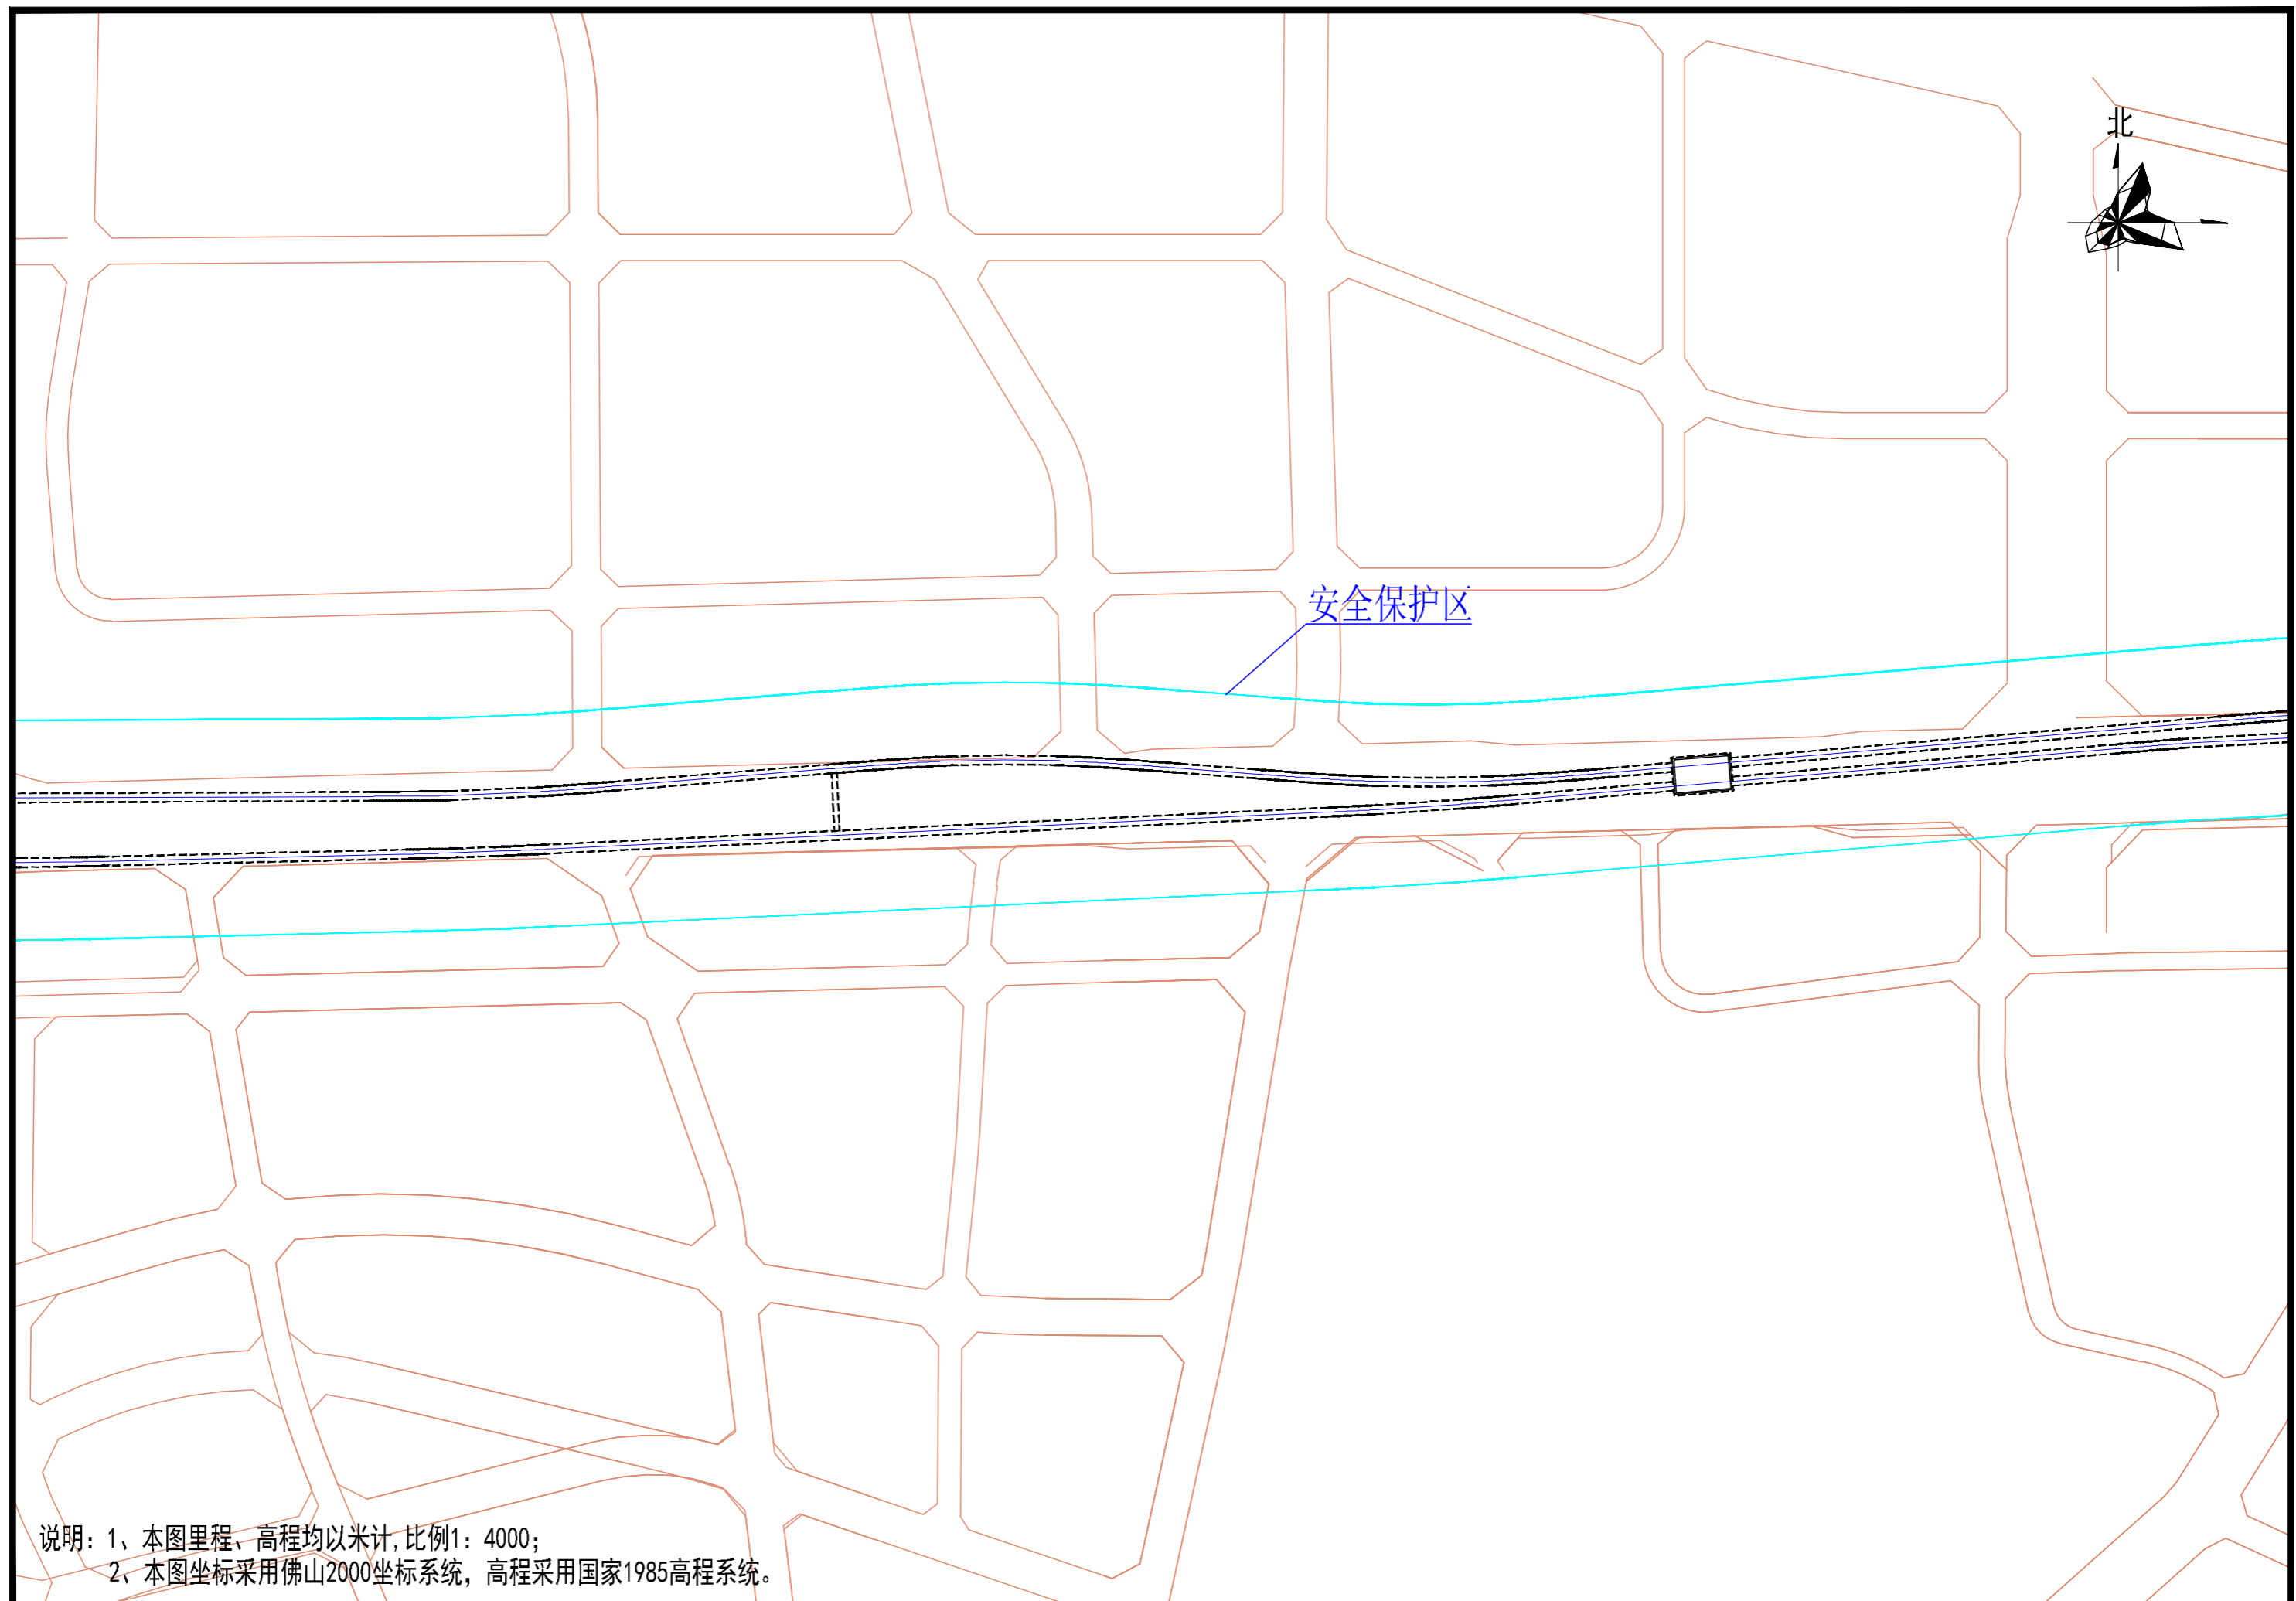 北
安全保护区
说明：1、本图里程、高程均以米计,比例1：4000；
2、本图坐标采用佛山2000坐标系统，高程采用国家1985高程系统。